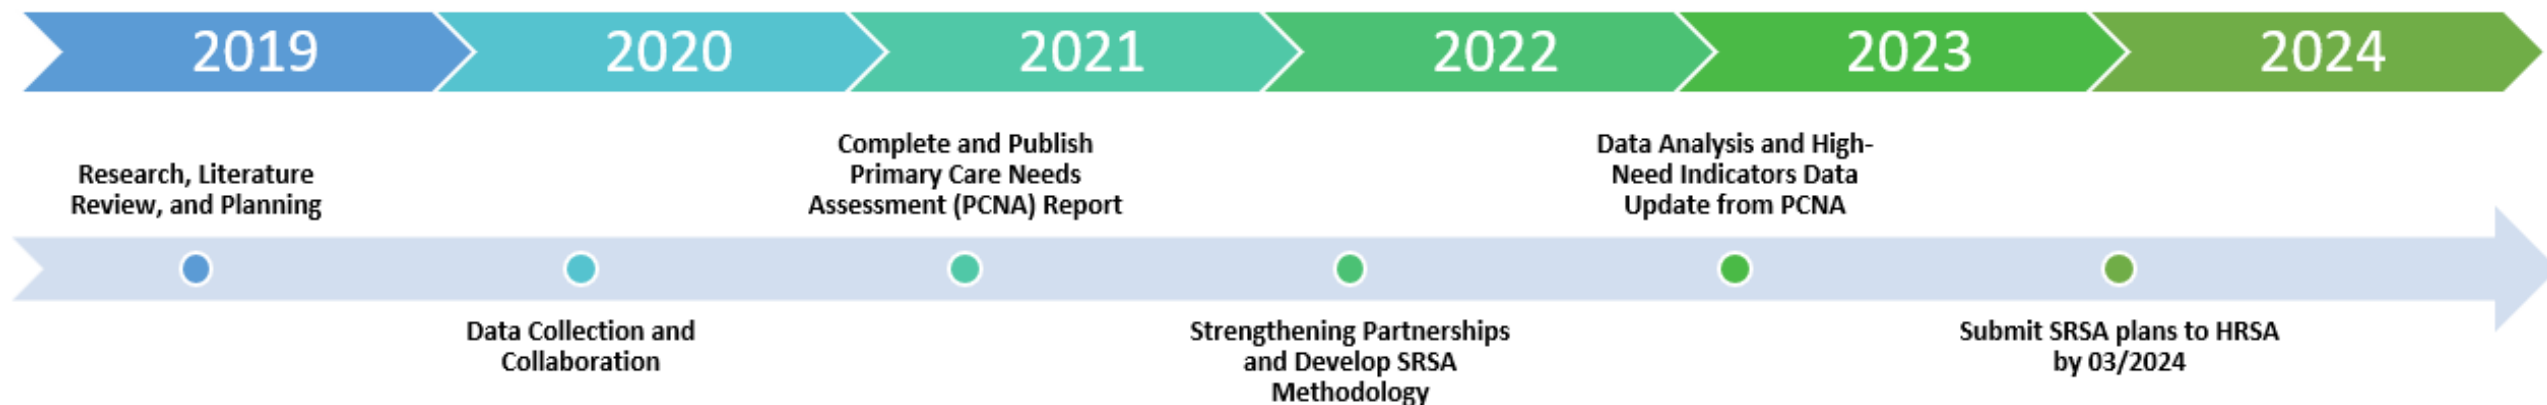 2019
2020
2021
2022
2023
2024
Research, Literature
Review, and Planning
Data Collection and
Collaboration
Complete and Publish
Primary Care Needs
Assessment (PCNA) Report
Strengthening Partnerships
and Develop SRSA
Methodology
Data Analysis and High-
Need Indicators Data
Update from PCNA
Submit SRSA plans to HRSA
by 03/2024